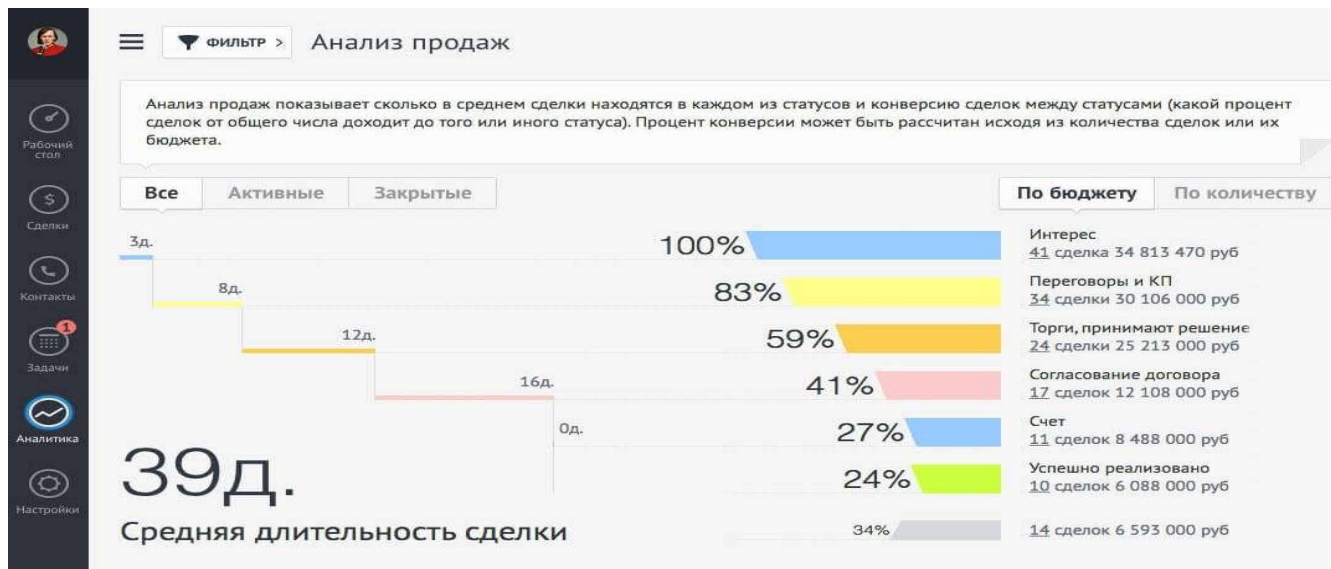 ФИЛЬТР >
Анализ продаж
Анализ продаж показывает сколько в среднем сделки находятся в каждом из статусов и конверсию сделок между статусами (какой процент
сделок от общего числа доходит до того или иного статуса). Процент конверсии может быть рассчитан исходя из количества сделок или их
бюджета.
Рабочий
стол
Сделки
Контакты
1
Задачи
Аналитика
Настройки
Все
Активные
Закрытые
По бюджету
По количеству
3д.
100%
Интерес
41 сделка 34 813 470 руб
8д.
83%
Переговоры и КП
34 сделки 30 106 000 руб
12д.
59%
Торги, принимают решение
24 сделки 25 213 000 руб
16д.
41%
Согласование договора
17 сделок 12 108 000 руб
0д.
27%
Счет
11 сделок 8 488 000 руб
24%
Успешно реализовано
10 сделок 6 088 000 руб
34%
14 сделок 6 593 000 руб
39д.
Средняя длительность сделки